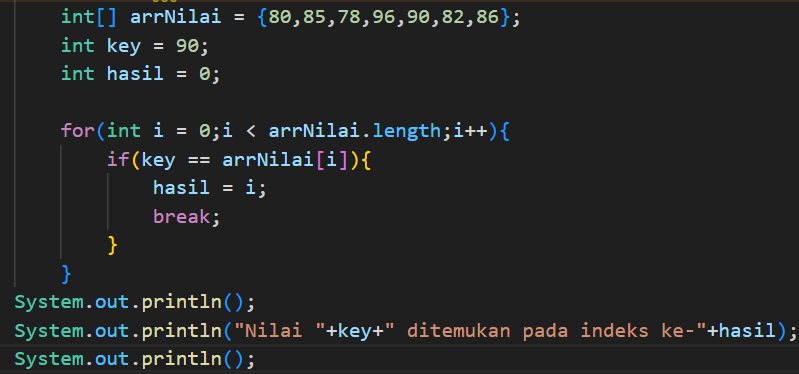 int[] arrNilai = {80,85,78,96,90,82,86};
int key = 90;
int hasil = 0;
for(int i = 0;i < arrNilai.length;i++){
if(key == arrNilai[i]){
hasil = i;
break;
}
}
System.out.println();
System.out.println("Nilai "+key+" ditemukan pada indeks ke-"+hasil);
System.out.println();